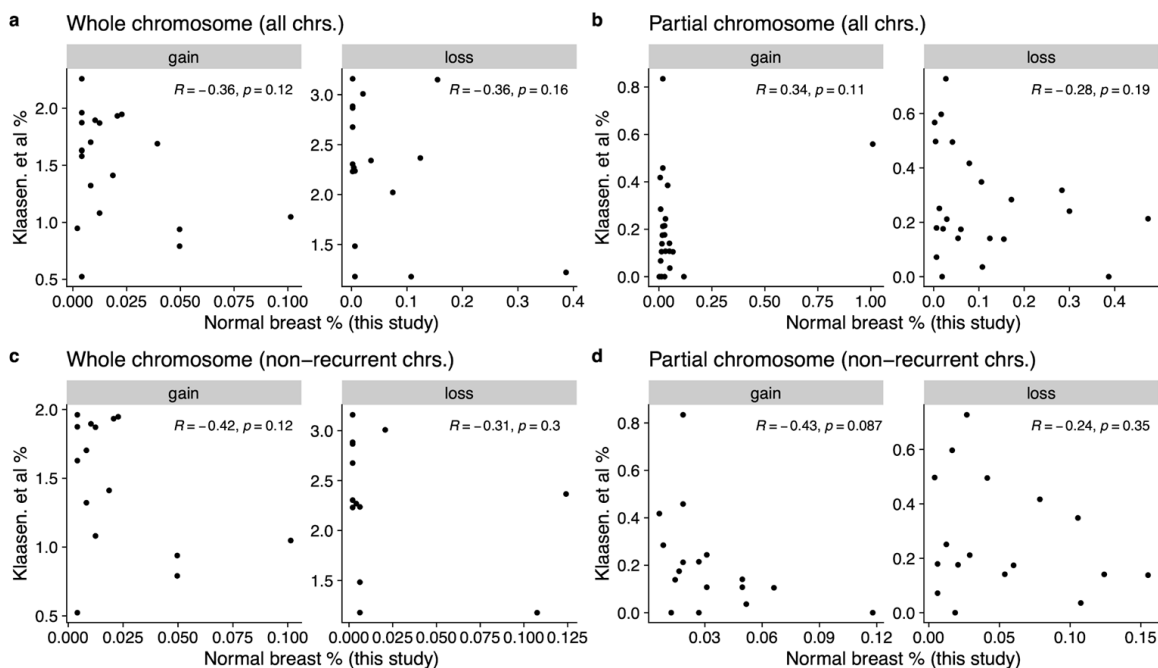 a Whole chromosome (all chrs.)
gain
loss
R = −0.36, p = 0.12
R = −0.36, p = 0.16
Klaasen. et al %
2.0
1.5
1.0
0.5
3.0
2.5
2.0
1.5
0.000 0.025 0.050 0.075 0.100
0.0 0.1 0.2 0.3 0.4
Normal breast % (this study)
b Partial chromosome (all chrs.)
gain
loss
R = 0.34, p = 0.11
R = −0.28, p = 0.19
Klaasen. et al %
0.8
0.6
0.4
0.2
0.0
0.6
0.4
0.2
0.0
0.00 0.25 0.50 0.75 1.00
0.0 0.1 0.2 0.3 0.4
Normal breast % (this study)
c Whole chromosome (non−recurrent chrs.)
gain
loss
R = −0.42, p = 0.12
R = −0.31, p = 0.3
Klaasen. et al %
2.0
1.5
1.0
0.5
3.0
2.5
2.0
1.5
0.000 0.025 0.050 0.075 0.100
0.000 0.025 0.050 0.075 0.100 0.125
Normal breast % (this study)
d Partial chromosome (non−recurrent chrs.)
gain
loss
R = −0.43, p = 0.087
R = −0.24, p = 0.35
Klaasen. et al %
0.8
0.6
0.4
0.2
0.0
0.6
0.4
0.2
0.0
0.03 0.06 0.09 0.12
0.00 0.05 0.10 0.15
Normal breast % (this study)